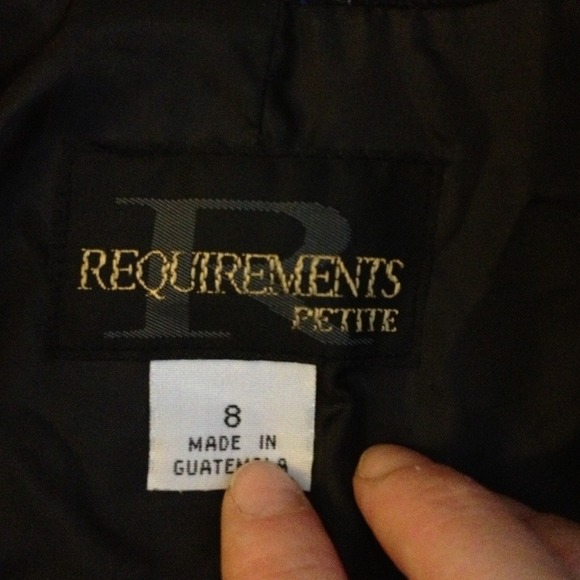 R
REQUIREMENTS
PETITE
8
MADE IN
GUATEMALA